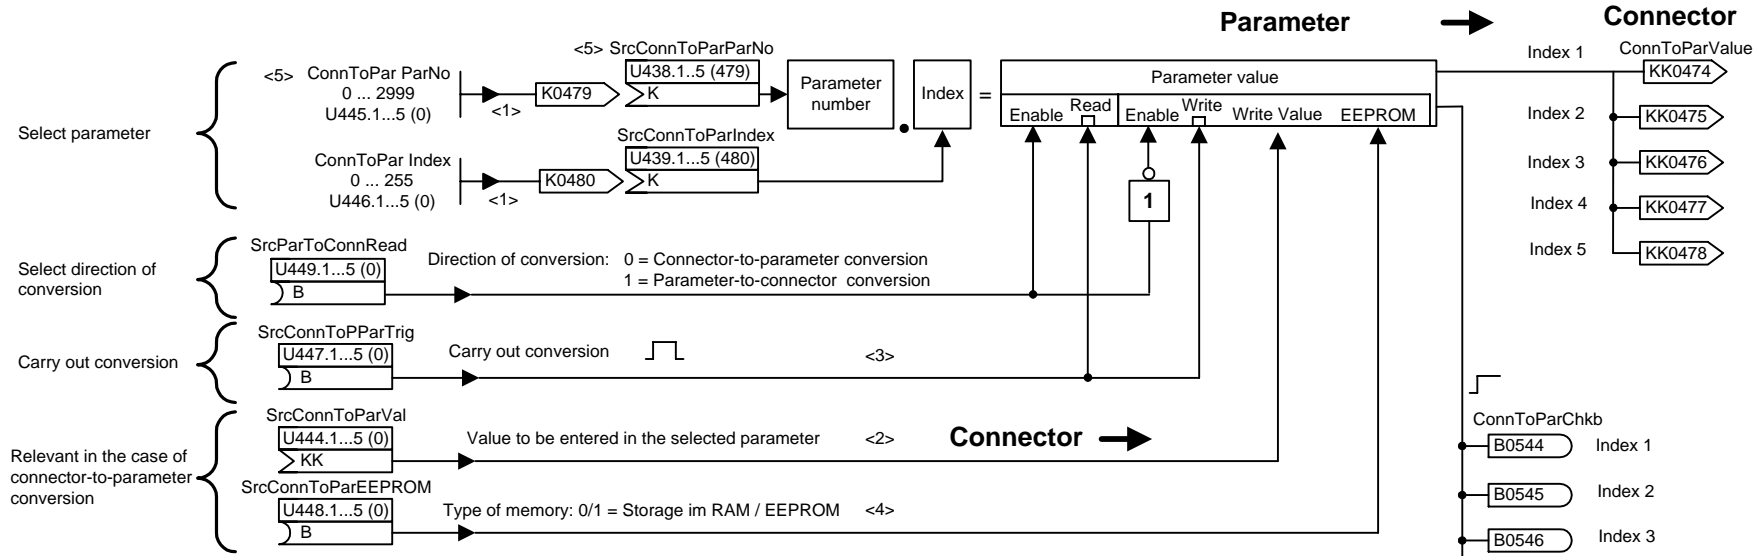 Parameter
Connector
Select parameter
<5>
ConnToPar ParNo
0 ... 2999
U445.1...5 (0)
<1>
K0479
<5> SrcConnToParParNo
U438.1..5 (479)
K
Parameter
number
.
Index
=
Parameter value
Enable
Read
Enable
Write
Write Value
EEPROM
ConnToPar Index
0 ... 255
U446.1...5 (0)
<1>
K0480
SrcConnToParIndex
U439.1...5 (480)
K
1
Index 1
ConnToParValue
KK0474
Index 2
KK0475
Index 3
KK0476
Index 4
KK0477
Index 5
KK0478
Select direction of
conversion
SrcParToConnRead
U449.1...5 (0)
B
Direction of conversion: 0 = Connector-to-parameter conversion
1 = Parameter-to-connector conversion
Carry out conversion
SrcConnToPParTrig
U447.1...5 (0)
B
Carry out conversion
<3>
Relevant in the case of
connector-to-parameter
conversion
SrcConnToParVal
U444.1...5 (0)
KK
Value to be entered in the selected parameter
<2>
Connector
SrcConnToParEEPROM
U448.1...5 (0)
B
Type of memory: 0/1 = Storage im RAM / EEPROM
<4>
ConnToParChkb
B0544
Index 1
B0545
Index 2
B0546
Index 3